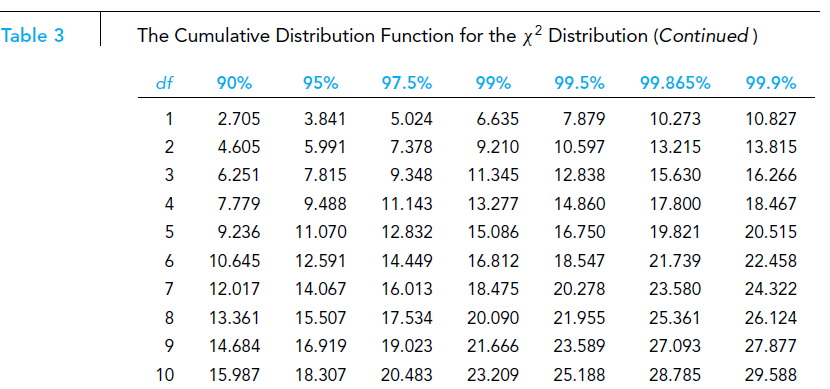 Table 3 The Cumulative Distribution Function for the χ² Distribution (Continued)
df 90% 95% 97.5% 99% 99.5% 99.865% 99.9%
1 2.705 3.841 5.024 6.635 7.879 10.273 10.827
2 4.605 5.991 7.378 9.210 10.597 13.215 13.815
3 6.251 7.815 9.348 11.345 12.838 15.630 16.266
4 7.779 9.488 11.143 13.277 14.860 17.800 18.467
5 9.236 11.070 12.832 15.086 16.750 19.821 20.515
6 10.645 12.591 14.449 16.812 18.547 21.739 22.458
7 12.017 14.067 16.013 18.475 20.278 23.580 24.322
8 13.361 15.507 17.534 20.090 21.955 25.361 26.124
9 14.684 16.919 19.023 21.666 23.589 27.093 27.877
10 15.987 18.307 20.483 23.209 25.188 28.785 29.588